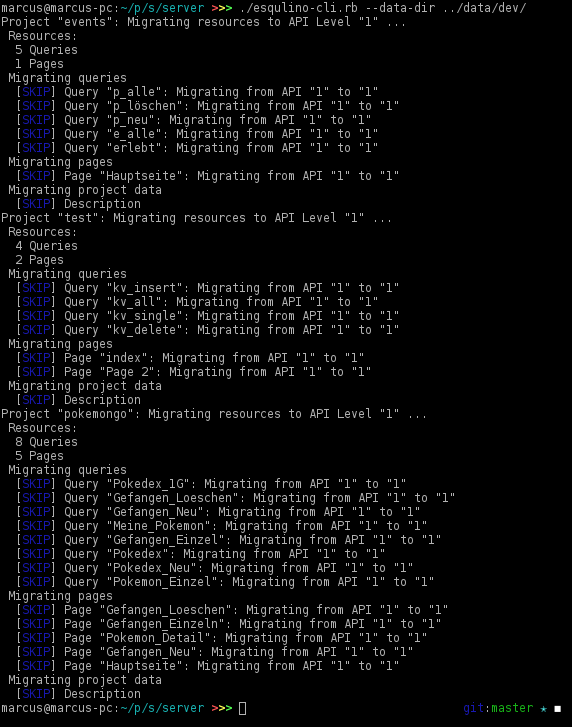 marcus@marcus-pc:~/p/s/server >>> ./esqulino-cli.rb --data-dir ../data/dev/
Project "events": Migrating resources to API Level "1" ...
 Resources:
  5 Queries
  1 Pages
 Migrating queries
  [SKIP] Query "p_alle": Migrating from API "1" to "1"
  [SKIP] Query "p_löschen": Migrating from API "1" to "1"
  [SKIP] Query "p_neu": Migrating from API "1" to "1"
  [SKIP] Query "e_alle": Migrating from API "1" to "1"
  [SKIP] Query "erlebt": Migrating from API "1" to "1"
 Migrating pages
  [SKIP] Page "Hauptseite": Migrating from API "1" to "1"
 Migrating project data
  [SKIP] Description
Project "test": Migrating resources to API Level "1" ...
 Resources:
  4 Queries
  2 Pages
 Migrating queries
  [SKIP] Query "kv_insert": Migrating from API "1" to "1"
  [SKIP] Query "kv_all": Migrating from API "1" to "1"
  [SKIP] Query "kv_single": Migrating from API "1" to "1"
  [SKIP] Query "kv_delete": Migrating from API "1" to "1"
 Migrating pages
  [SKIP] Page "index": Migrating from API "1" to "1"
  [SKIP] Page "Page 2": Migrating from API "1" to "1"
 Migrating project data
  [SKIP] Description
Project "pokemongo": Migrating resources to API Level "1" ...
 Resources:
  8 Queries
  5 Pages
 Migrating queries
  [SKIP] Query "Pokedex_1G": Migrating from API "1" to "1"
  [SKIP] Query "Gefangen_Loeschen": Migrating from API "1" to "1"
  [SKIP] Query "Gefangen_Neu": Migrating from API "1" to "1"
  [SKIP] Query "Meine_Pokemon": Migrating from API "1" to "1"
  [SKIP] Query "Gefangen_Einzel": Migrating from API "1" to "1"
  [SKIP] Query "Pokedex": Migrating from API "1" to "1"
  [SKIP] Query "Pokedex_Neu": Migrating from API "1" to "1"
  [SKIP] Query "Pokemon_Einzel": Migrating from API "1" to "1"
 Migrating pages
  [SKIP] Page "Gefangen_Loeschen": Migrating from API "1" to "1"
  [SKIP] Page "Gefangen_Einzeln": Migrating from API "1" to "1"
  [SKIP] Page "Pokemon_Detail": Migrating from API "1" to "1"
  [SKIP] Page "Gefangen_Neu": Migrating from API "1" to "1"
  [SKIP] Page "Hauptseite": Migrating from API "1" to "1"
 Migrating project data
  [SKIP] Description
marcus@marcus-pc:~/p/s/server >>> git:master ★ ■